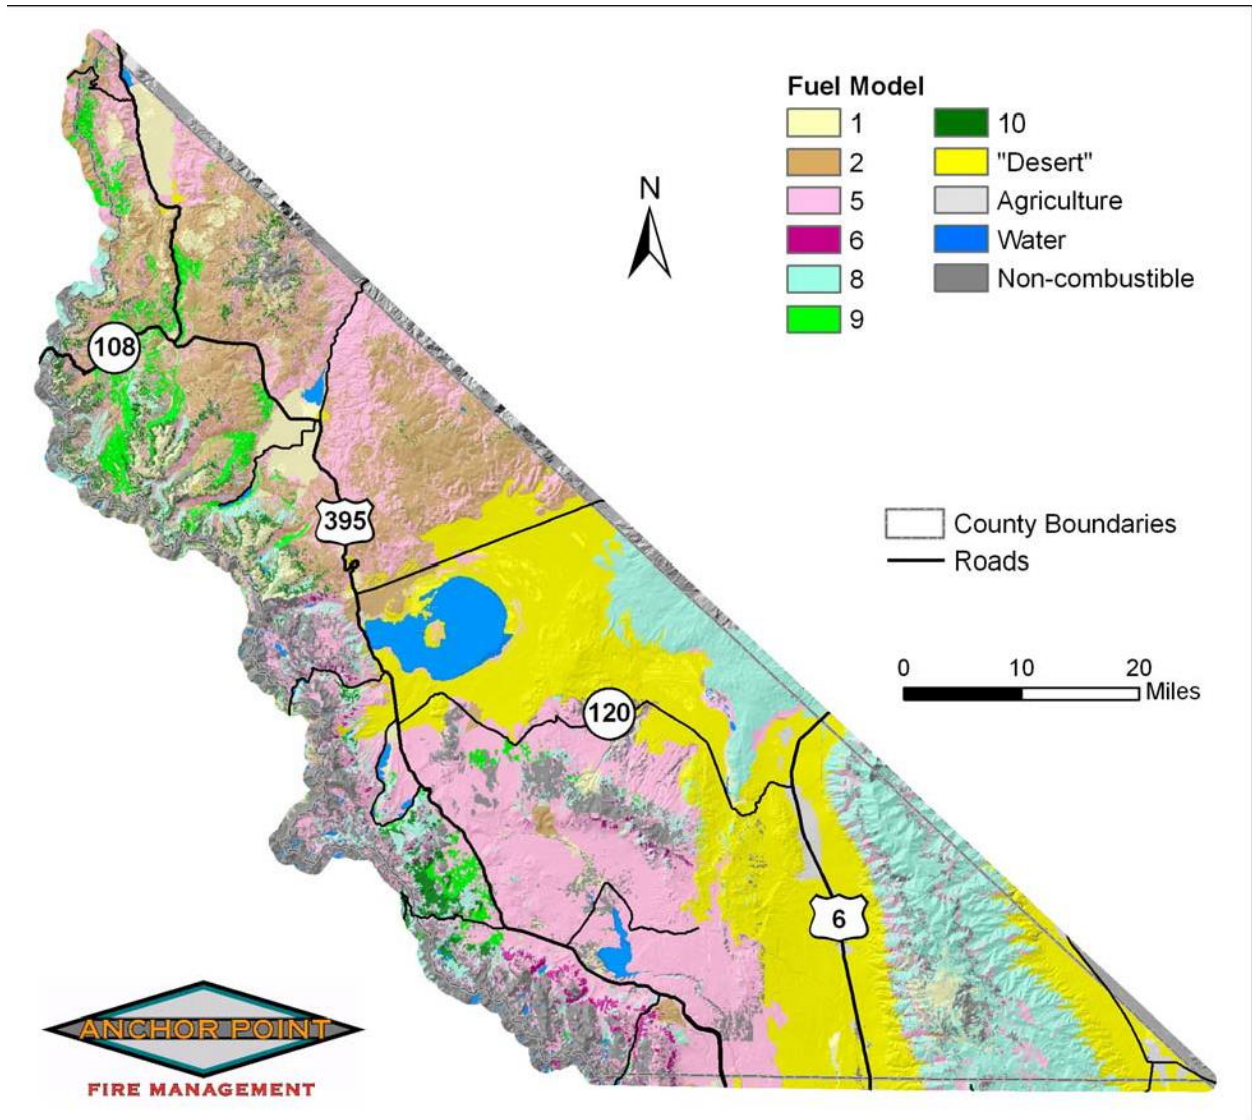 Fuel Model
1
2
5
6
8
9
10
"Desert"
Agriculture
Water
Non-combustible
N
108
395
County Boundaries
Roads
0 10 20
Miles
120
6
ANCHOR POINT
FIRE MANAGEMENT